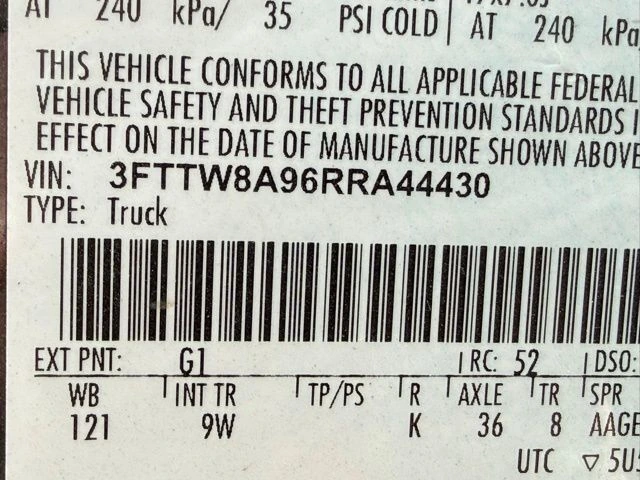 AT 240 kPa/ 35 PSI COLD AT 240 kPa
THIS VEHICLE CONFORMS TO ALL APPLICABLE FEDERAL
VEHICLE SAFETY AND THEFT PREVENTION STANDARDS I
EFFECT ON THE DATE OF MANUFACTURE SHOWN ABOVE
VIN: 3FTTW8A96RRA44430
TYPE: Truck
EXT PNT: G1 RC: 52 DSO:
WB INT TR TP/PS R AXLE TR SPR
121 9W K 36 8 AAGE
UTC ▽ 5U5